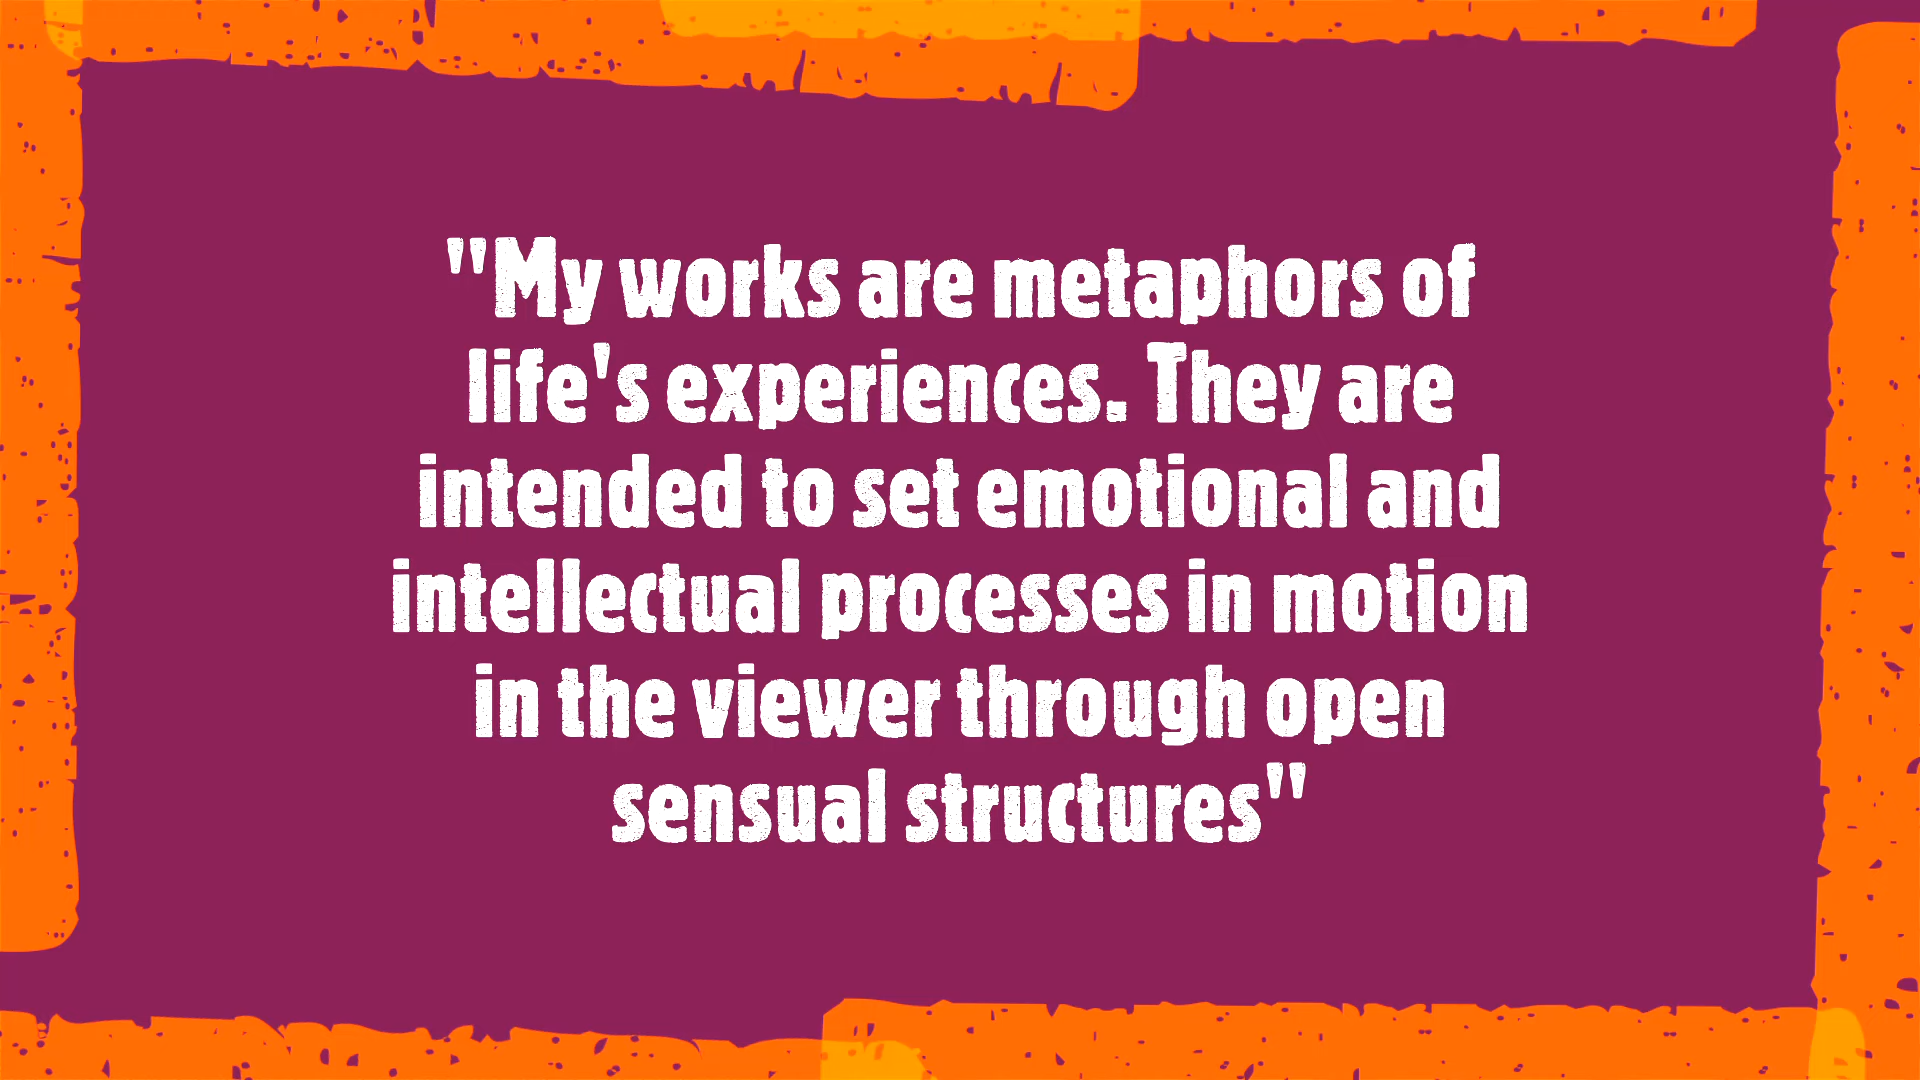 "My works are metaphors of
life's experiences. They are
intended to set emotional and
intellectual processes in motion
in the viewer through open
sensual structures"